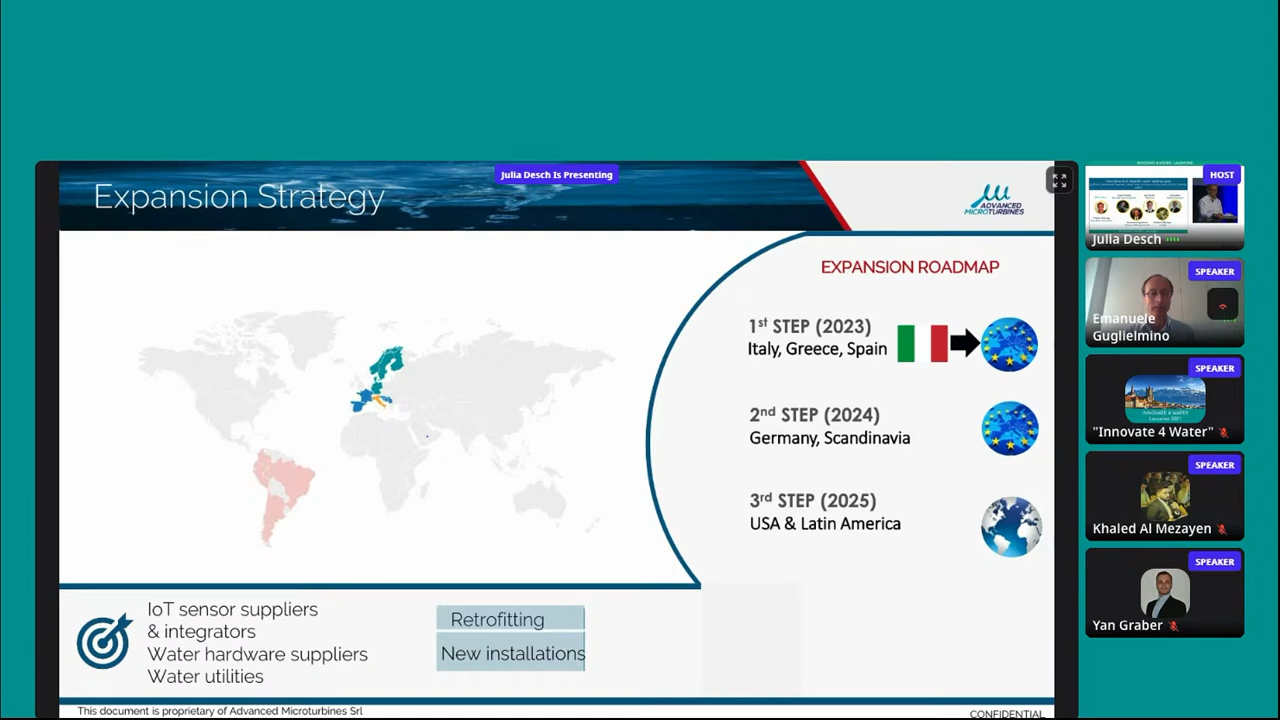 Julia Desch Is Presenting
Expansion Strategy
ADVANCED
MICROTURBINES
EXPANSION ROADMAP
1st STEP (2023)
Italy, Greece, Spain
2nd STEP (2024)
Germany, Scandinavia
3rd STEP (2025)
USA & Latin America
IoT sensor suppliers
& integrators
Water hardware suppliers
Water utilities
Retrofitting
New installations
This document is proprietary of Advanced Microturbines Srl
CONFIDENTIAL
HOST
Julia Desch
SPEAKER
Emanuele
Guglielmino
SPEAKER
INNOVATE 4 WATER
"Innovate 4 Water"
SPEAKER
Khaled Al Mezayen
SPEAKER
Yan Graber